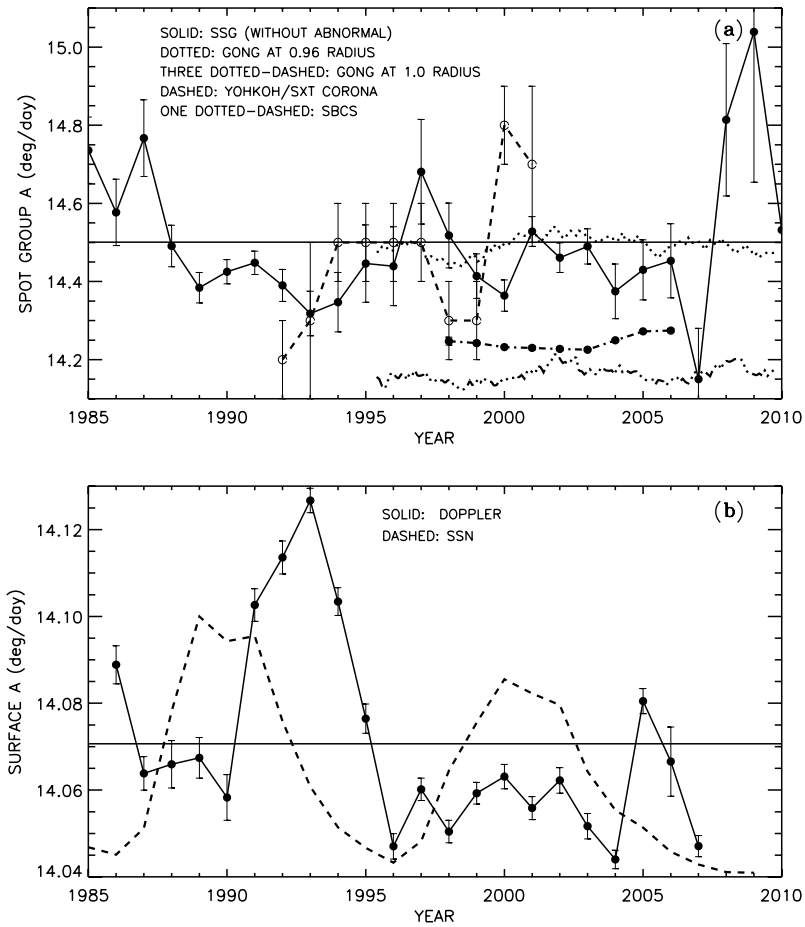 (a)
SOLID: SSG (WITHOUT ABNORMAL)
DOTTED: GONG AT 0.96 RADIUS
THREE DOTTED-DASHED: GONG AT 1.0 RADIUS
DASHED: YOHKOH/SXT CORONA
ONE DOTTED-DASHED: SBCS
SPOT GROUP A (deg/day)
15.0
14.8
14.6
14.4
14.2
1985 1990 1995 2000 2005 2010
YEAR
(b)
SOLID: DOPPLER
DASHED: SSN
SURFACE A (deg/day)
14.12
14.10
14.08
14.06
14.04
1985 1990 1995 2000 2005 2010
YEAR